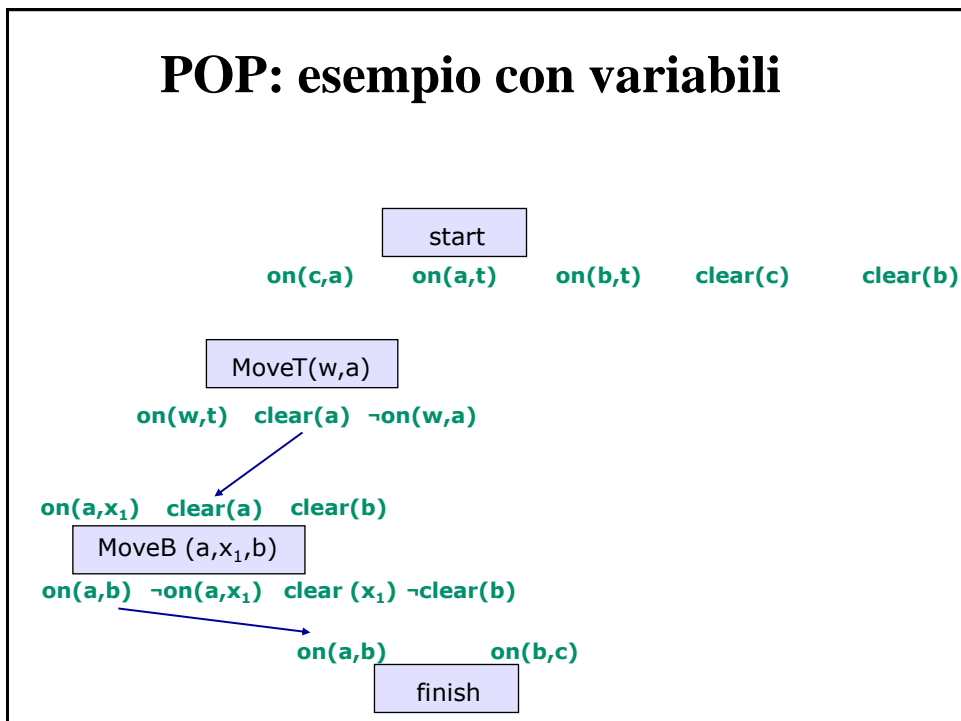 POP: esempio con variabili
start
on(c,a) on(a,t) on(b,t) clear(c) clear(b)
MoveT(w,a)
on(w,t) clear(a) ¬on(w,a)
on(a,x₁) clear(a) clear(b)
MoveB (a,x₁,b)
on(a,b) ¬on(a,x₁) clear (x₁) ¬clear(b)
on(a,b) on(b,c)
finish